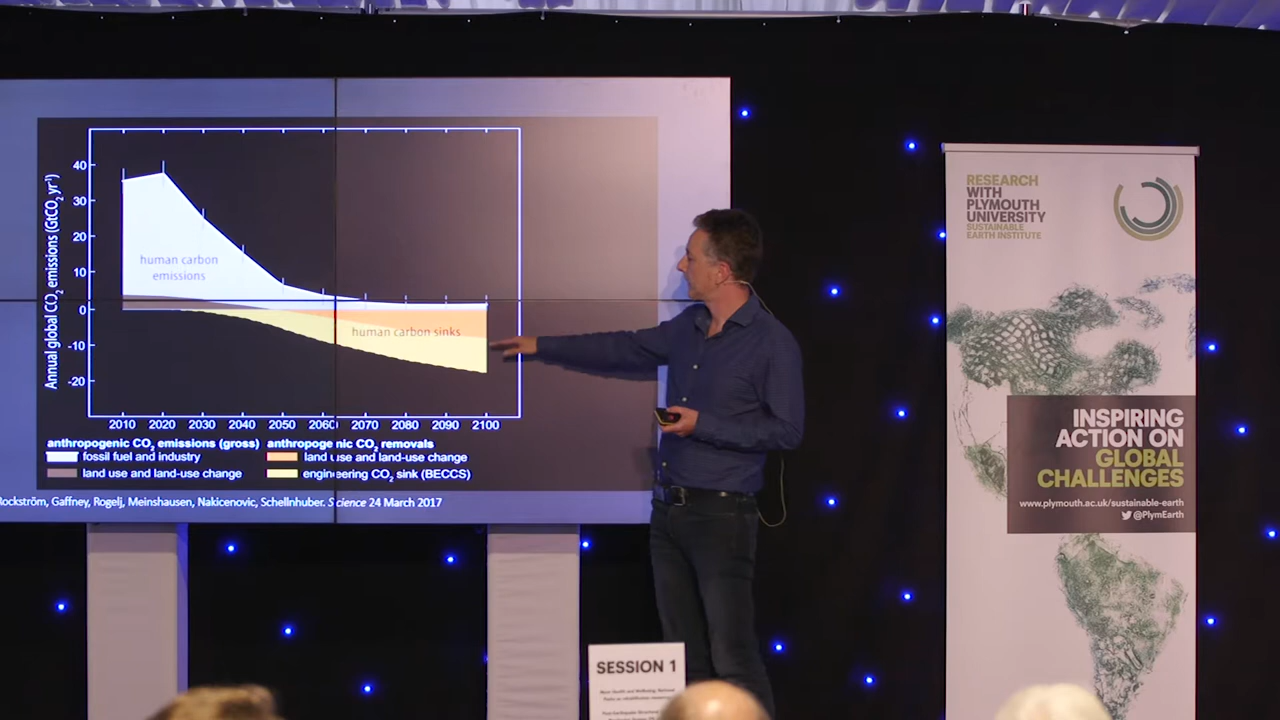 Annual global CO₂ emissions (GtCO₂ yr⁻¹)
40
30
20
10
0
-10
-20
human carbon
emissions
human carbon sinks
2010 2020 2030 2040 2050 2060 2070 2080 2090 2100
anthropogenic CO₂ emissions (gross) anthropogenic CO₂ removals
fossil fuel and industry land use and land-use change
land use and land-use change engineering CO₂ sink (BECCS)
Gaffney, Rogelj, Meinshausen, Nakicenovic, Schellnhuber. Science 24 March 2017
RESEARCH
WITH
PLYMOUTH
UNIVERSITY
SUSTAINABLE
EARTH INSTITUTE
INSPIRING
ACTION ON
GLOBAL
CHALLENGES
www.plymouth.ac.uk/sustainable-earth
@PlymEarth
SESSION 1